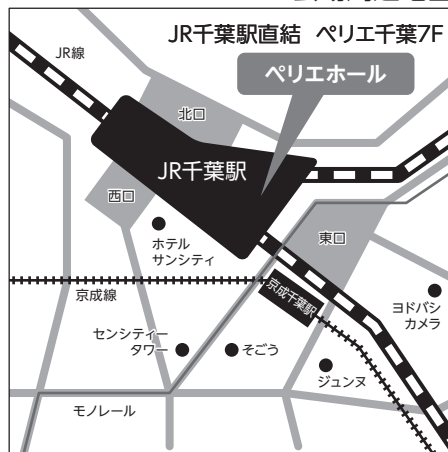 JR千葉駅直結 ペリエ千葉7F
JR線
ペリエホール
北口
JR千葉駅
西口
ホテル
サンシティ
東口
京成線
京成千葉駅
ヨドバシ
カメラ
センシティー
タワー
そごう
ジュンヌ
モノレール